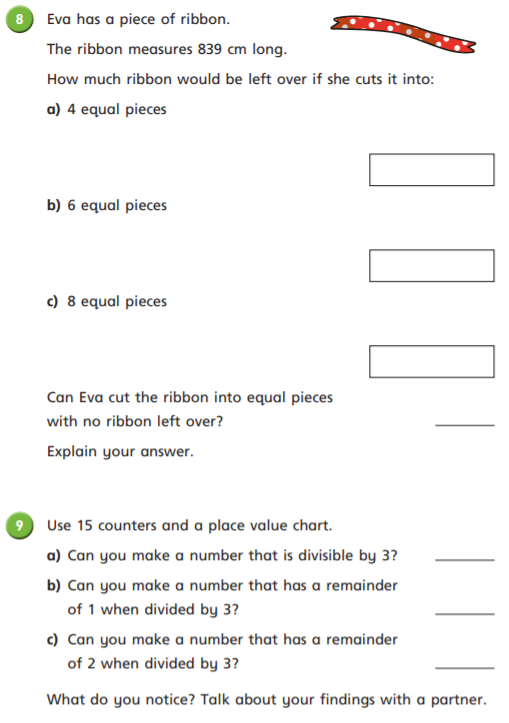 8 Eva has a piece of ribbon.
The ribbon measures 839 cm long.
How much ribbon would be left over if she cuts it into:
a) 4 equal pieces
b) 6 equal pieces
c) 8 equal pieces
Can Eva cut the ribbon into equal pieces
with no ribbon left over?
Explain your answer.
9 Use 15 counters and a place value chart.
a) Can you make a number that is divisible by 3?
b) Can you make a number that has a remainder
of 1 when divided by 3?
c) Can you make a number that has a remainder
of 2 when divided by 3?
What do you notice? Talk about your findings with a partner.